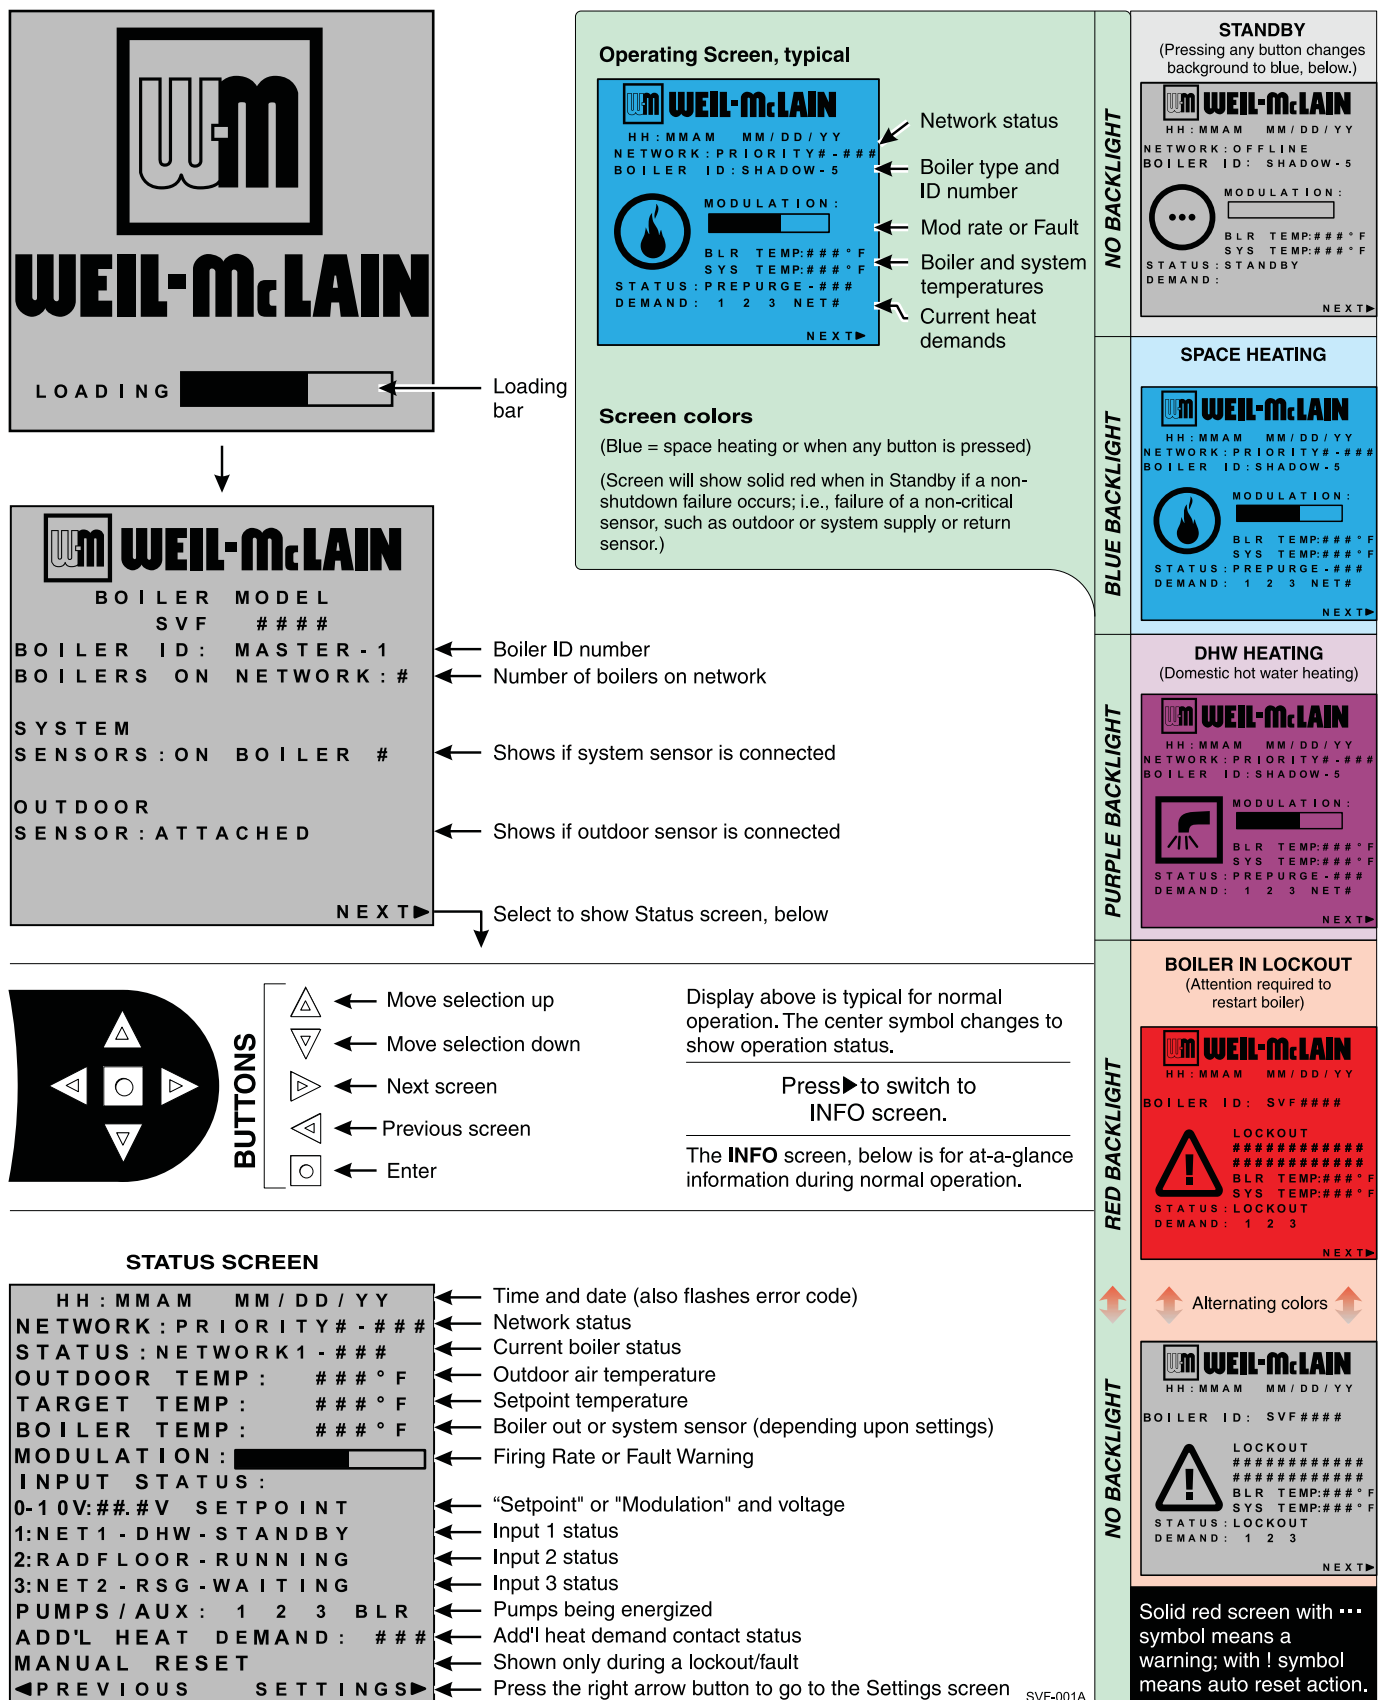 WM
WEIL-McLAIN
LOADING
Loading
bar
WM WEIL-McLAIN
BOILER MODEL
SVF ####
BOILER ID: MASTER-1
Boiler ID number
BOILERS ON NETWORK:#
Number of boilers on network
SYSTEM
SENSORS:ON BOILER #
Shows if system sensor is connected
OUTDOOR
SENSOR:ATTACHED
Shows if outdoor sensor is connected
NEXT▶
Select to show Status screen, below
Operating Screen, typical
WM WEIL-McLAIN
HH:MMAM MM/DD/YY
NETWORK:PRIORITY#-###
BOILER ID:SHADOW-5
MODULATION:
BLR TEMP:###°F
SYS TEMP:###°F
STATUS:PREPURGE-###
DEMAND: 1 2 3 NET#
NEXT▶
Network status
Boiler type and
ID number
Mod rate or Fault
Boiler and system
temperatures
Current heat
demands
Screen colors
(Blue = space heating or when any button is pressed)
(Screen will show solid red when in Standby if a non-
shutdown failure occurs; i.e., failure of a non-critical
sensor, such as outdoor or system supply or return
sensor.)
NO BACKLIGHT
STANDBY
(Pressing any button changes
background to blue, below.)
WM WEIL-McLAIN
HH:MMAM MM/DD/YY
NETWORK:OFFLINE
BOILER ID: SHADOW-5
MODULATION:
BLR TEMP:###°F
SYS TEMP:###°F
STATUS:STANDBY
DEMAND:
NEXT▶
BLUE BACKLIGHT
SPACE HEATING
WM WEIL-McLAIN
HH:MMAM MM/DD/YY
NETWORK:PRIORITY#-###
BOILER ID:SHADOW-5
MODULATION:
BLR TEMP:###°F
SYS TEMP:###°F
STATUS:PREPURGE-###
DEMAND: 1 2 3 NET#
NEXT▶
PURPLE BACKLIGHT
DHW HEATING
(Domestic hot water heating)
WM WEIL-McLAIN
HH:MMAM MM/DD/YY
NETWORK:PRIORITY#-###
BOILER ID:SHADOW-5
MODULATION:
BLR TEMP:###°F
SYS TEMP:###°F
STATUS:PREPURGE-###
DEMAND: 1 2 3 NET#
NEXT▶
BUTTONS
Move selection up
Move selection down
Next screen
Previous screen
Enter
Display above is typical for normal
operation. The center symbol changes to
show operation status.
Press▶to switch to
INFO screen.
The INFO screen, below is for at-a-glance
information during normal operation.
RED BACKLIGHT
BOILER IN LOCKOUT
(Attention required to
restart boiler)
WM WEIL-McLAIN
HH:MMAM MM/DD/YY
BOILER ID: SVF####
LOCKOUT
############
############
BLR TEMP:###°F
SYS TEMP:###°F
STATUS:LOCKOUT
DEMAND: 1 2 3
NEXT▶
Alternating colors
NO BACKLIGHT
WM WEIL-McLAIN
HH:MMAM MM/DD/YY
BOILER ID: SVF####
LOCKOUT
############
############
BLR TEMP:###°F
SYS TEMP:###°F
STATUS:LOCKOUT
DEMAND: 1 2 3
NEXT▶
Solid red screen with ···
symbol means a
warning; with ! symbol
means auto reset action.
STATUS SCREEN
HH:MMAM MM/DD/YY
Time and date (also flashes error code)
NETWORK:PRIORITY#-###
Network status
STATUS:NETWORK1-###
Current boiler status
OUTDOOR TEMP: ###°F
Outdoor air temperature
TARGET TEMP: ###°F
Setpoint temperature
BOILER TEMP: ###°F
Boiler out or system sensor (depending upon settings)
MODULATION:
Firing Rate or Fault Warning
INPUT STATUS:
0-10V:##.#V SETPOINT
“Setpoint" or "Modulation" and voltage
1:NET1-DHW-STANDBY
Input 1 status
2:RADFLOOR-RUNNING
Input 2 status
3:NET2-RSG-WAITING
Input 3 status
PUMPS/AUX: 1 2 3 BLR
Pumps being energized
ADD'L HEAT DEMAND: ###
Add'l heat demand contact status
MANUAL RESET
Shown only during a lockout/fault
◀PREVIOUS SETTINGS▶
Press the right arrow button to go to the Settings screen
SVF-001A